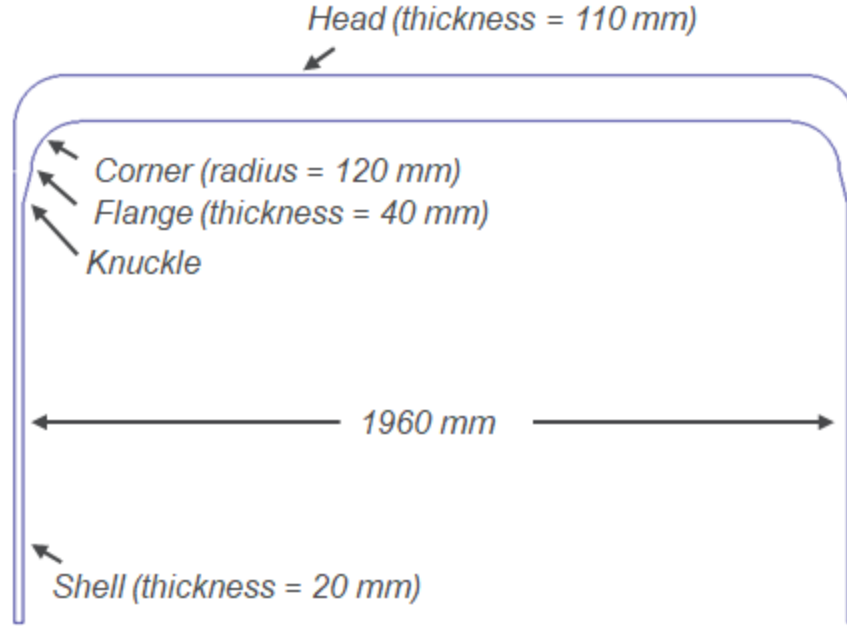 Head (thickness = 110 mm)
Corner (radius = 120 mm)
Flange (thickness = 40 mm)
Knuckle
1960 mm
Shell (thickness = 20 mm)